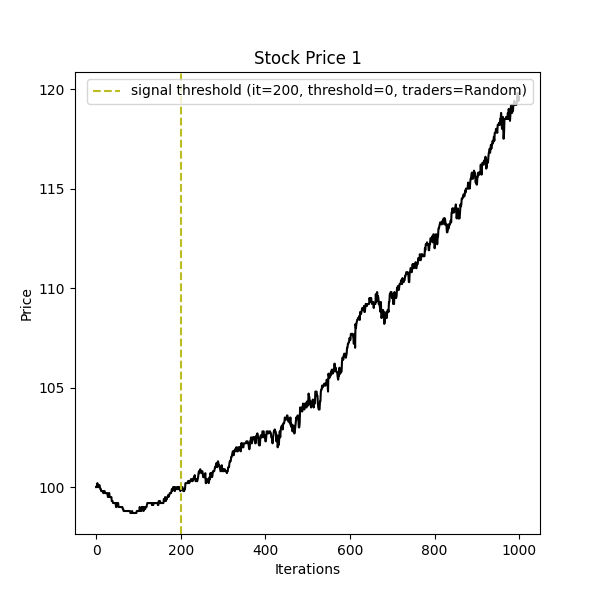 Stock Price 1
signal threshold (it=200, threshold=0, traders=Random)
120
115
110
105
100
Price
0 200 400 600 800 1000
Iterations